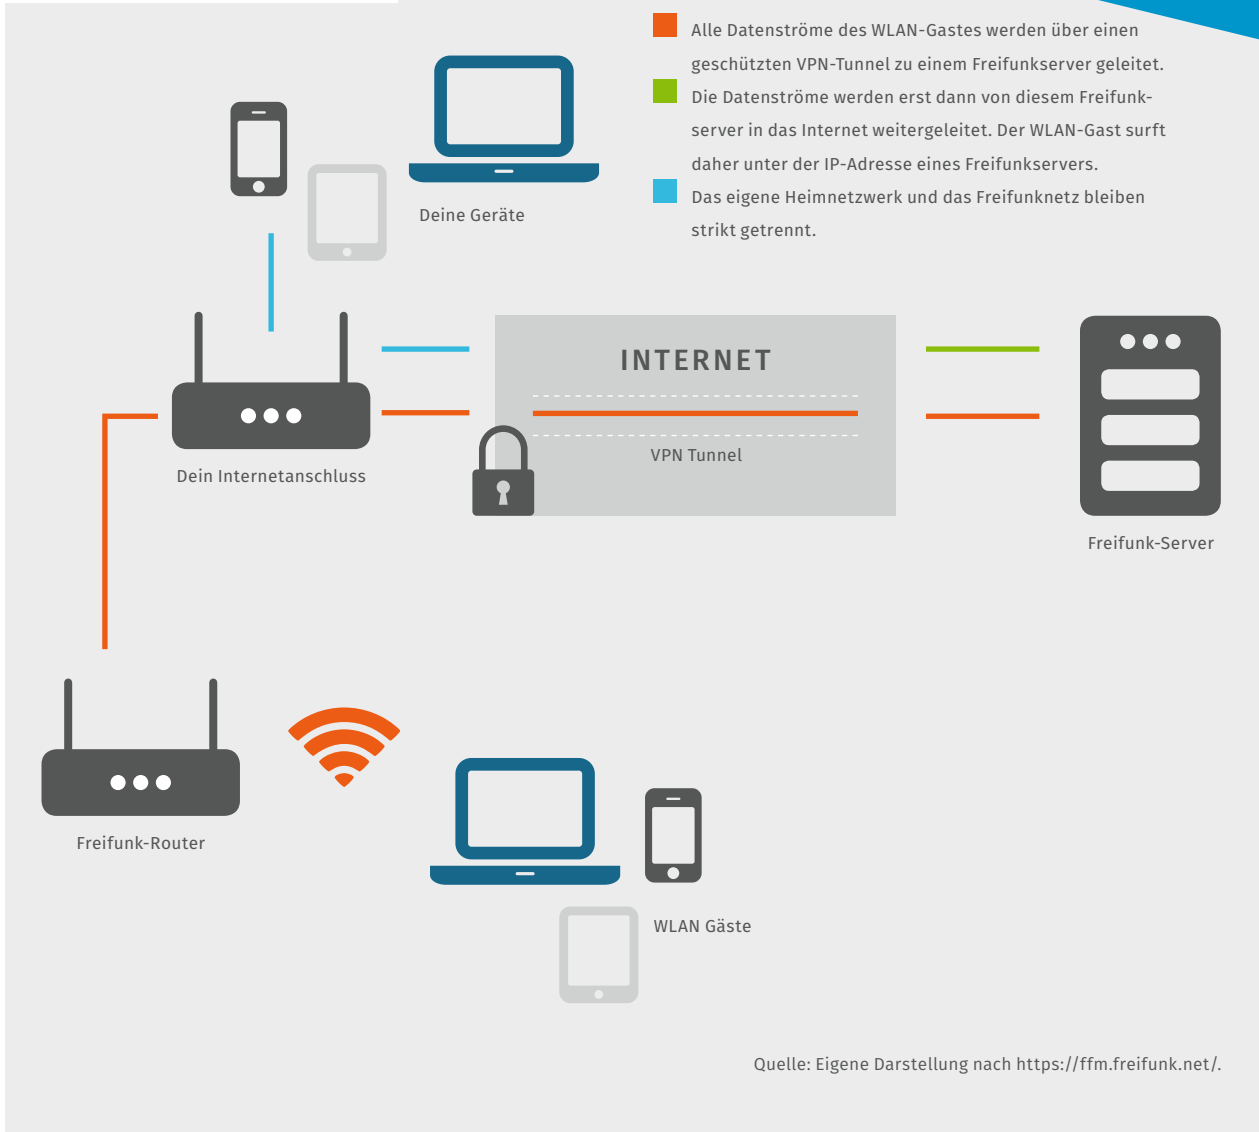 Alle Datenströme des WLAN-Gastes werden über einen
geschützten VPN-Tunnel zu einem Freifunkserver geleitet.
Die Datenströme werden erst dann von diesem Freifunk-
server in das Internet weitergeleitet. Der WLAN-Gast surft
daher unter der IP-Adresse eines Freifunkservers.
Das eigene Heimnetzwerk und das Freifunknetz bleiben
strikt getrennt.
Deine Geräte
INTERNET
VPN Tunnel
Dein Internetanschluss
Freifunk-Server
Freifunk-Router
WLAN Gäste
Quelle: Eigene Darstellung nach https://ffm.freifunk.net/.